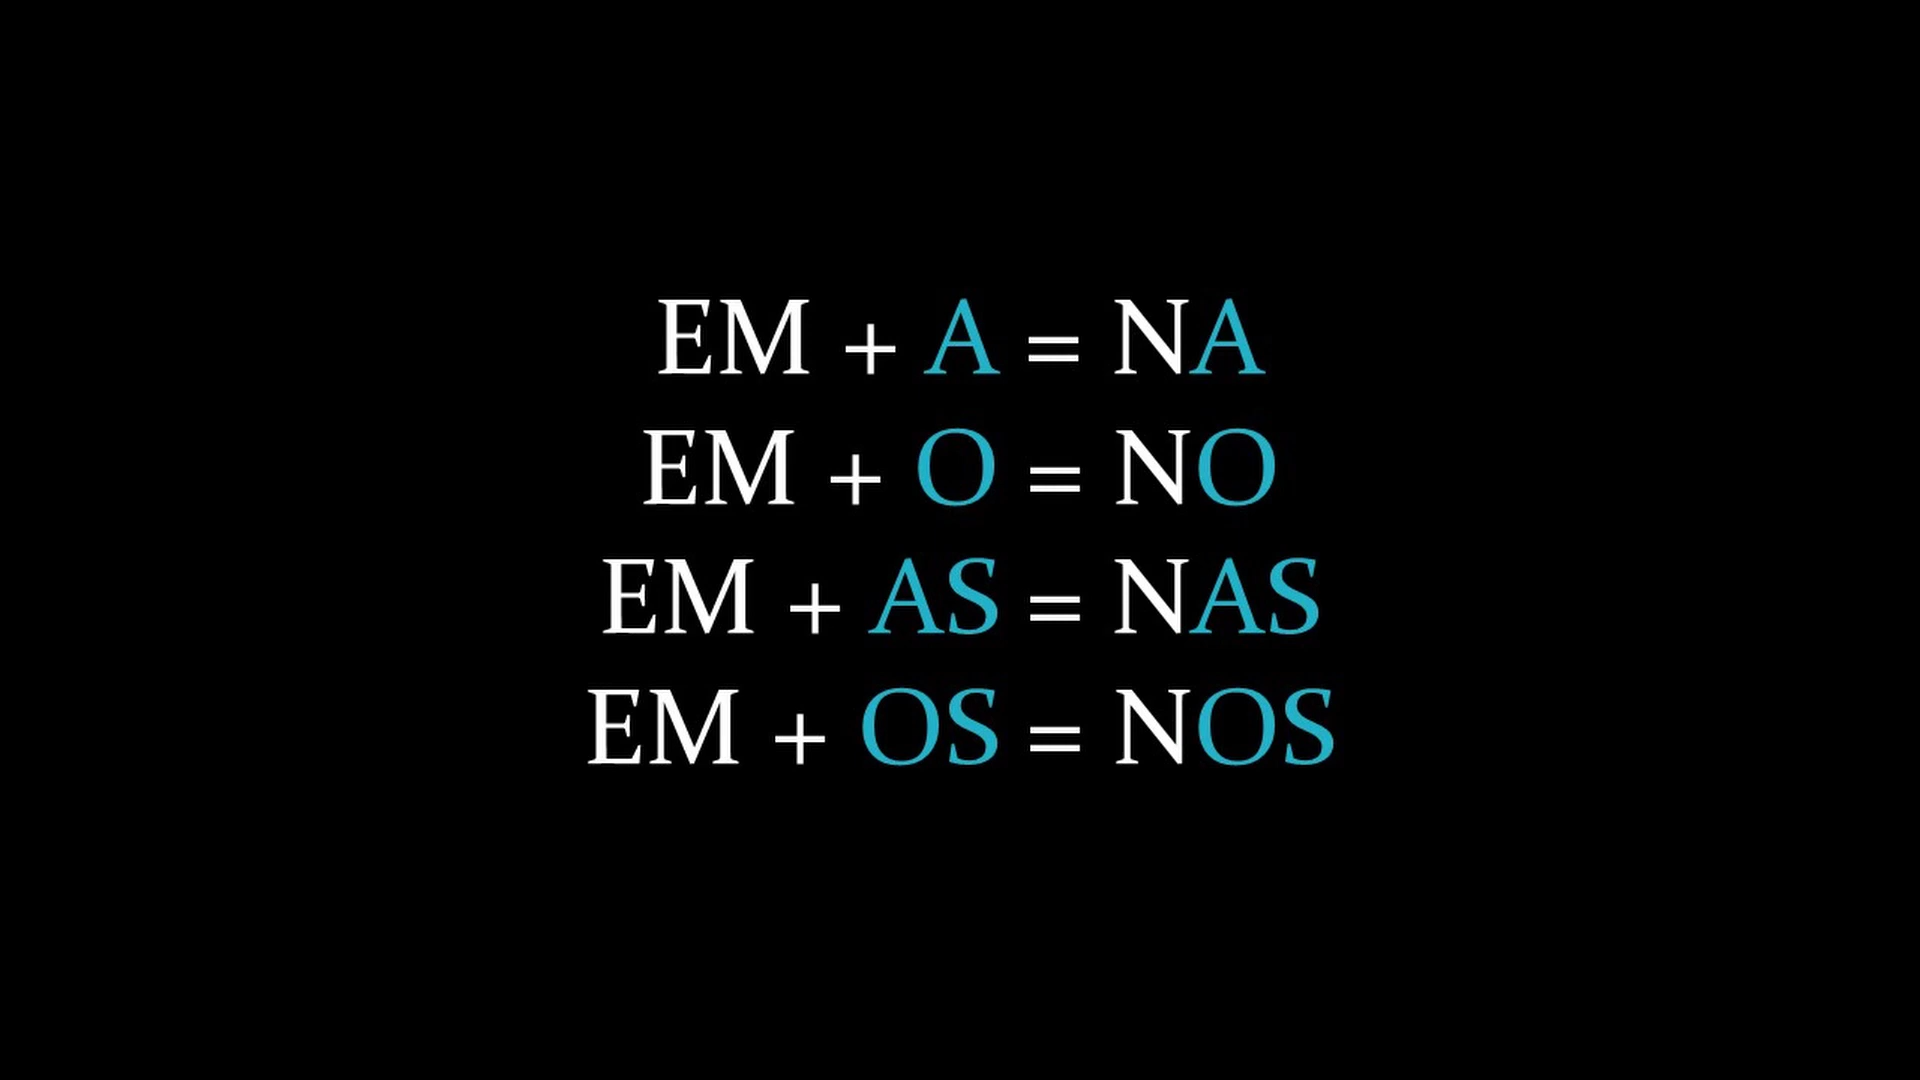 EM + A = NA
EM + O = NO
EM + AS = NAS
EM + OS = NOS